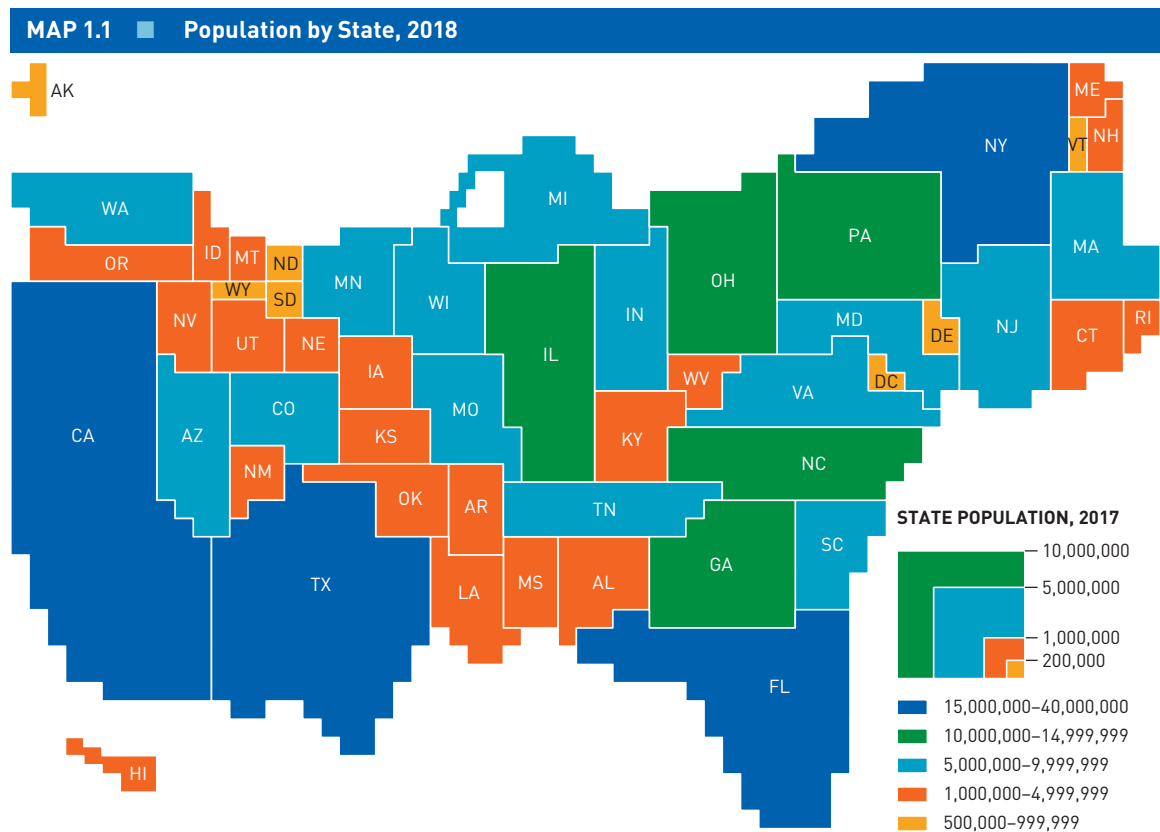 MAP 1.1 Population by State, 2018
AK
ME
NY
VT
NH
WA
MI
PA
MA
OR
ID
MT
ND
MN
WI
OH
WY
SD
IN
NV
UT
NE
IL
MD
DE
NJ
CT
RI
IA
WV
DC
CA
AZ
CO
MO
VA
KS
KY
NM
NC
OK
AR
TN
STATE POPULATION, 2017
SC
TX
LA
MS
AL
GA
10,000,000
5,000,000
1,000,000
200,000
FL
HI
15,000,000–40,000,000
10,000,000–14,999,999
5,000,000–9,999,999
1,000,000–4,999,999
500,000–999,999